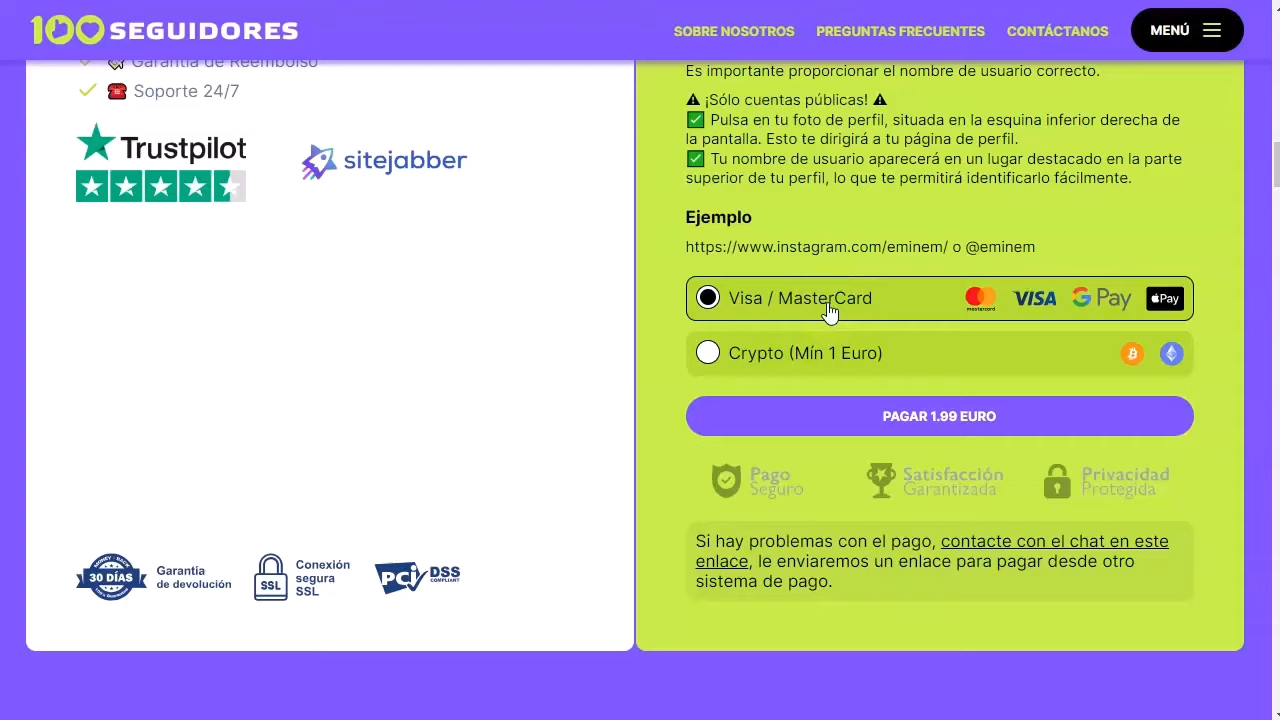 100SEGUIDORES
SOBRE NOSOTROS
PREGUNTAS FRECUENTES
CONTÁCTANOS
MENÚ
Garantía de Reembolso
Soporte 24/7
Trustpilot
sitejabber
30 DÍAS
Garantía
de devolución
SSL
Conexión
segura
SSL
PCI DSS
COMPLIANT
Es importante proporcionar el nombre de usuario correcto.
¡Sólo cuentas públicas!
Pulsa en tu foto de perfil, situada en la esquina inferior derecha de
la pantalla. Esto te dirigirá a tu página de perfil.
Tu nombre de usuario aparecerá en un lugar destacado en la parte
superior de tu perfil, lo que te permitirá identificarlo fácilmente.
Ejemplo
https://www.instagram.com/eminem/ o @eminem
Visa / MasterCard
mastercard
VISA
G Pay
Pay
Crypto (Mín 1 Euro)
PAGAR 1.99 EURO
Pago
Seguro
Satisfacción
Garantizada
Privacidad
Protegida
Si hay problemas con el pago, contacte con el chat en este
enlace, le enviaremos un enlace para pagar desde otro
sistema de pago.